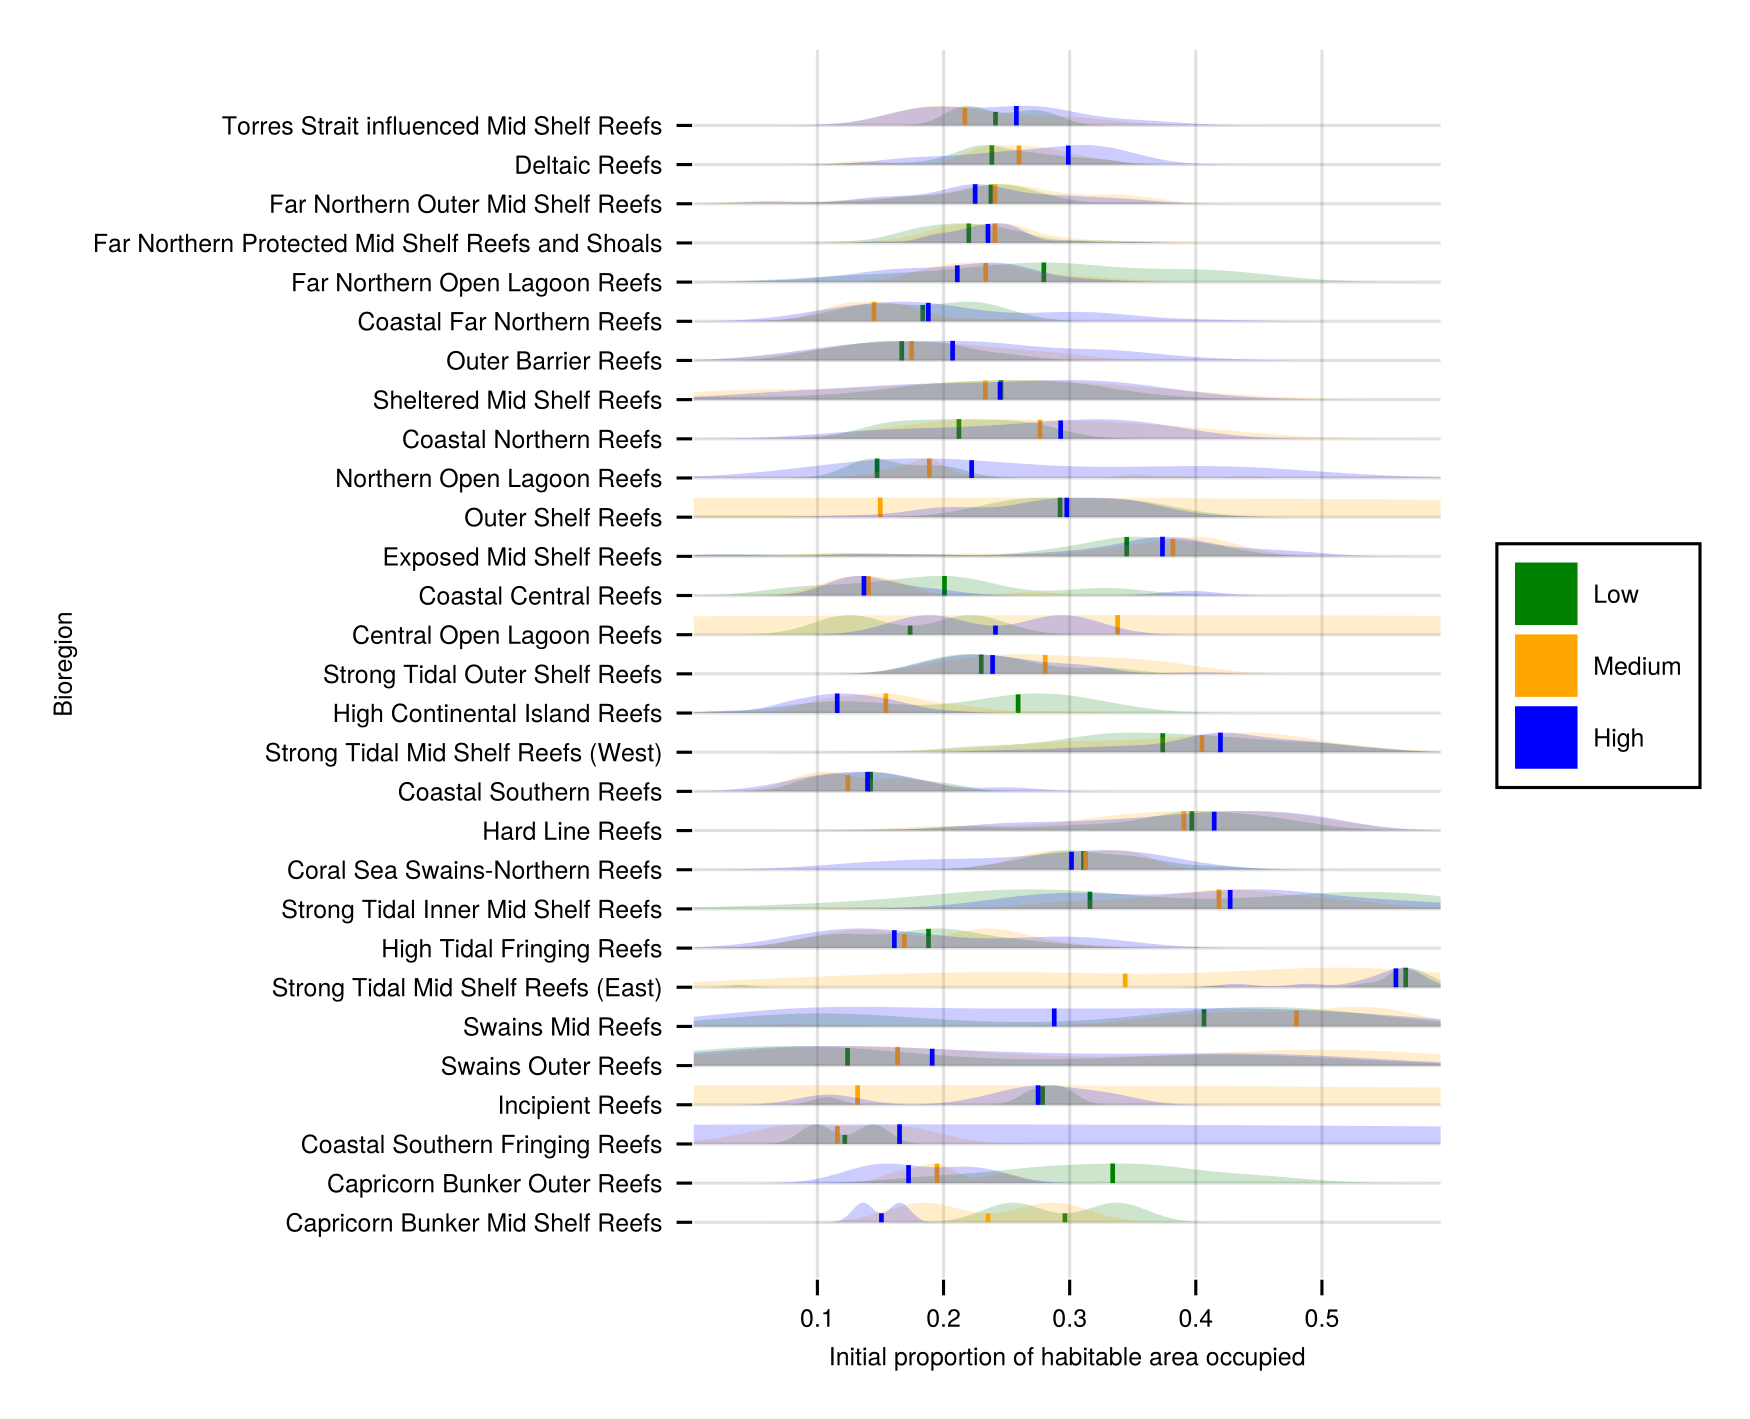 Torres Strait influenced Mid Shelf Reefs
Deltaic Reefs
Far Northern Outer Mid Shelf Reefs
Far Northern Protected Mid Shelf Reefs and Shoals
Far Northern Open Lagoon Reefs
Coastal Far Northern Reefs
Outer Barrier Reefs
Sheltered Mid Shelf Reefs
Coastal Northern Reefs
Northern Open Lagoon Reefs
Outer Shelf Reefs
Exposed Mid Shelf Reefs
Coastal Central Reefs
Central Open Lagoon Reefs
Strong Tidal Outer Shelf Reefs
High Continental Island Reefs
Strong Tidal Mid Shelf Reefs (West)
Coastal Southern Reefs
Hard Line Reefs
Coral Sea Swains-Northern Reefs
Strong Tidal Inner Mid Shelf Reefs
High Tidal Fringing Reefs
Strong Tidal Mid Shelf Reefs (East)
Swains Mid Reefs
Swains Outer Reefs
Incipient Reefs
Coastal Southern Fringing Reefs
Capricorn Bunker Outer Reefs
Capricorn Bunker Mid Shelf Reefs
Bioregion
0.1 0.2 0.3 0.4 0.5
Initial proportion of habitable area occupied
Low
Medium
High